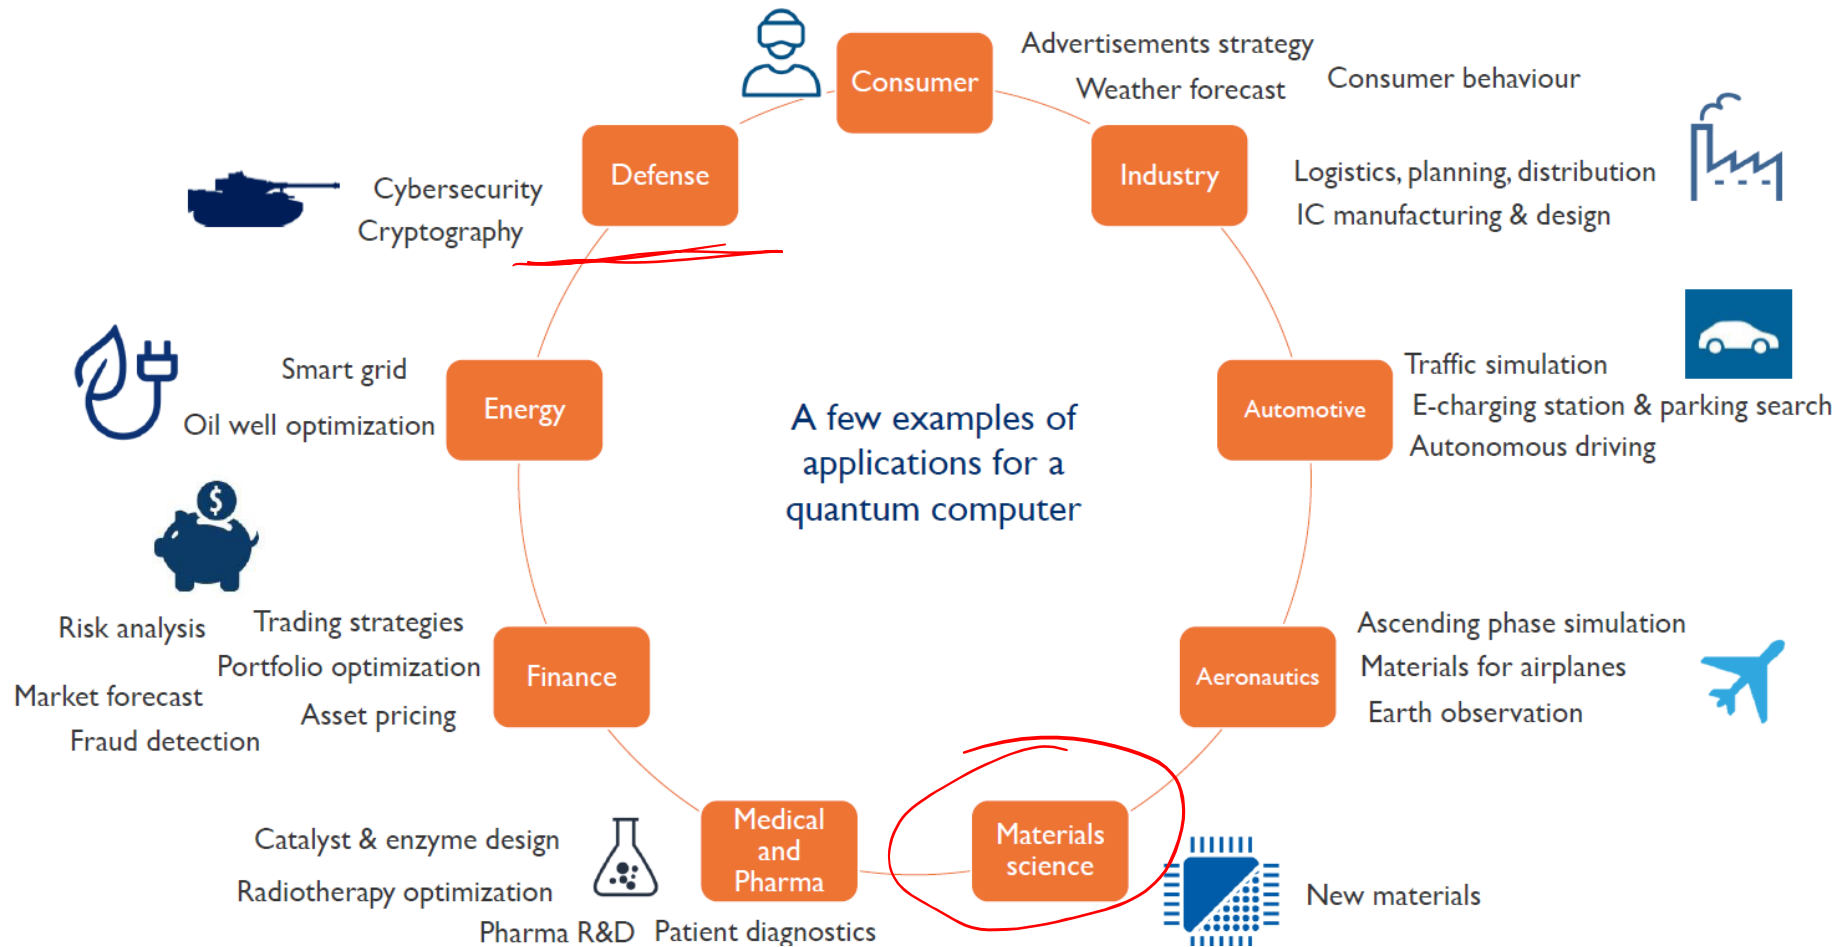 Consumer
Advertisements strategy
Weather forecast
Consumer behaviour
Industry
Logistics, planning, distribution
IC manufacturing & design
Automotive
Traffic simulation
E-charging station & parking search
Autonomous driving
Aeronautics
Ascending phase simulation
Materials for airplanes
Earth observation
Materials
science
New materials
Medical
and
Pharma
Catalyst & enzyme design
Radiotherapy optimization
Pharma R&D
Patient diagnostics
Finance
Risk analysis
Trading strategies
Portfolio optimization
Market forecast
Asset pricing
Fraud detection
$
Energy
Smart grid
Oil well optimization
Defense
Cybersecurity
Cryptography
A few examples of
applications for a
quantum computer